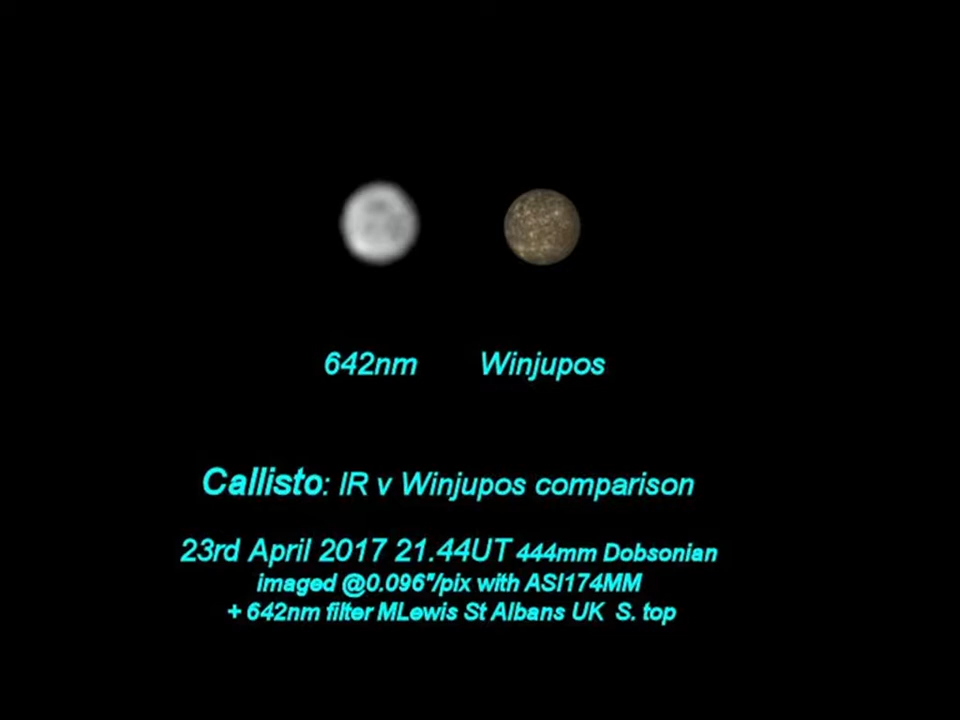 642nm Winjupos
Callisto: IR v Winjupos comparison
23rd April 2017 21.44UT 444mm Dobsonian
imaged @0.096"/pix with ASI174MM
+ 642nm filter MLewis St Albans UK S. top